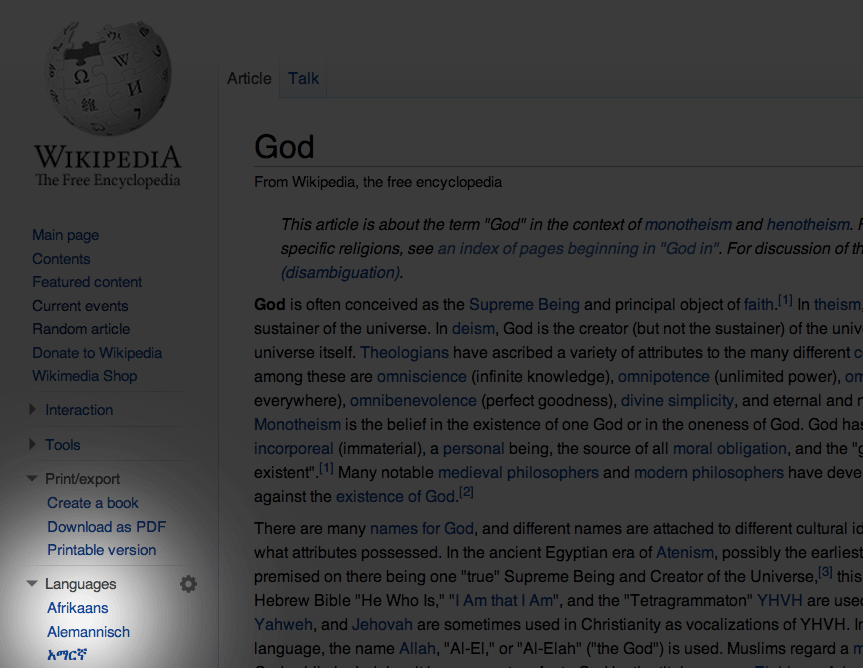 WIKIPEDIA
The Free Encyclopedia
Main page
Contents
Featured content
Current events
Random article
Donate to Wikipedia
Wikimedia Shop
Interaction
Tools
Print/export
Create a book
Download as PDF
Printable version
Languages
Afrikaans
Alemannisch
አማርኛ
Article Talk
God
From Wikipedia, the free encyclopedia
This article is about the term "God" in the context of monotheism and henotheism.
specific religions, see an index of pages beginning in "God in". For discussion of
(disambiguation).
God is often conceived as the Supreme Being and principal object of faith.[1] In theism,
sustainer of the universe. In deism, God is the creator (but not the sustainer) of the
universe itself. Theologians have ascribed a variety of attributes to the many different
among these are omniscience (infinite knowledge), omnipotence (unlimited power),
everywhere), omnibenevolence (perfect goodness), divine simplicity, and eternal and
Monotheism is the belief in the existence of one God or in the oneness of God. God
incorporeal (immaterial), a personal being, the source of all moral obligation, and the
existent".[1] Many notable medieval philosophers and modern philosophers have
against the existence of God.[2]
There are many names for God, and different names are attached to different cultural
what attributes possessed. In the ancient Egyptian era of Atenism, possibly the earliest
premised on there being one "true" Supreme Being and Creator of the Universe,[3] this
Hebrew Bible "He Who Is," "I Am that I Am", and the "Tetragrammaton" YHVH are used
Yahweh, and Jehovah are sometimes used in Christianity as vocalizations of YHVH.
language, the name Allah, "Al-El," or "Al-Elah" ("the God") is used. Muslims regard a